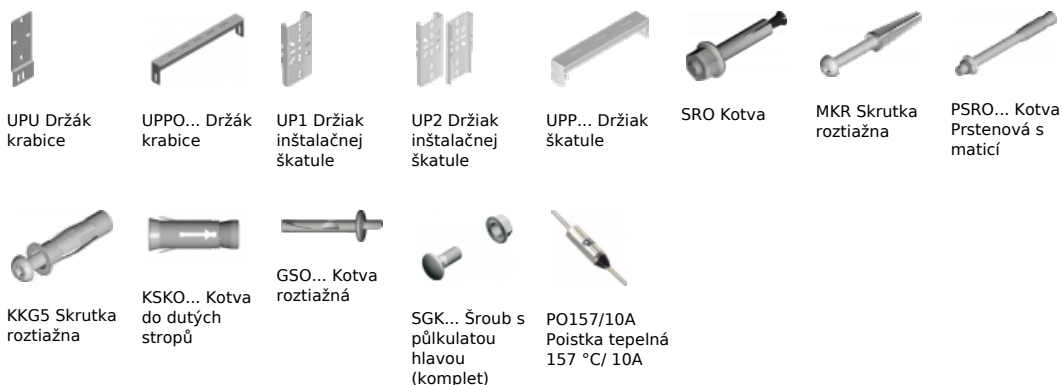 UPU Držák
krabice
UPPO... Držák
krabice
UP1 Držiak
inštalačnej
škatule
UP2 Držiak
inštalačnej
škatule
UPP... Držiak
škatule
SRO Kotva
MKR Skrutka
roztiažna
PSRO... Kotva
Prstenová s
maticí
KKG5 Skrutka
roztiažna
KSKO... Kotva
do dutých
stropů
GSO... Kotva
roztiažná
SGK... Šroub s
půlkulatou
hlavou
(komplet)
PO157/10A
Poistka tepelná
157 °C/ 10A